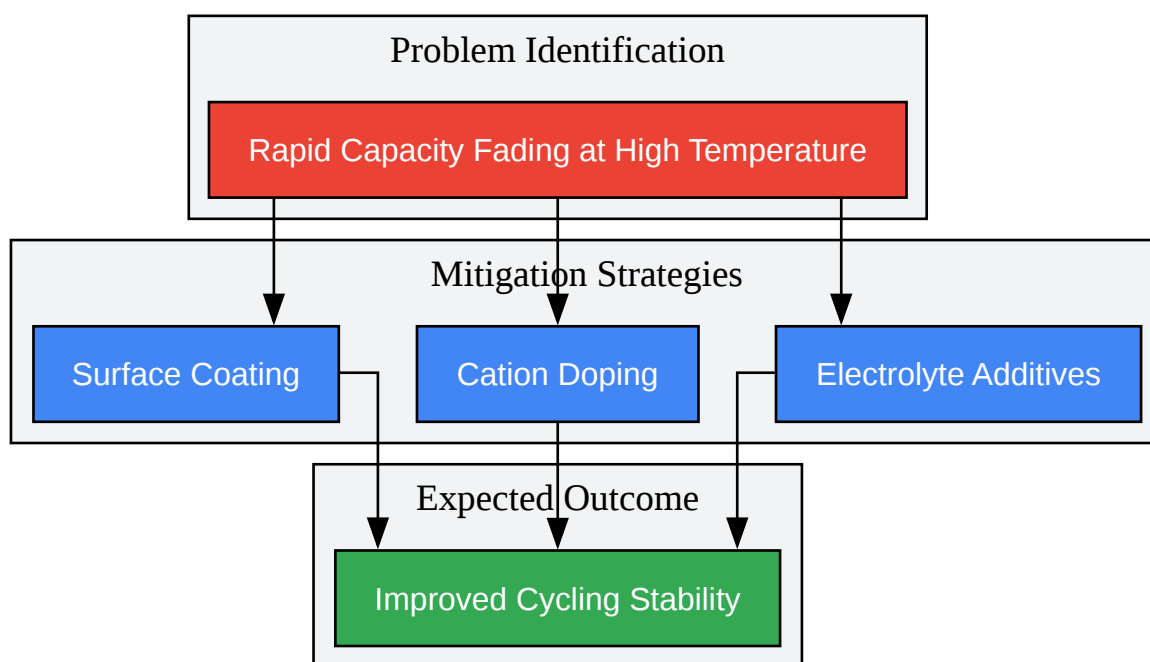 Problem Identification
Rapid Capacity Fading at High Temperature
Mitigation Strategies
Surface Coating
Cation Doping
Electrolyte Additives
Expected Outcome
Improved Cycling Stability